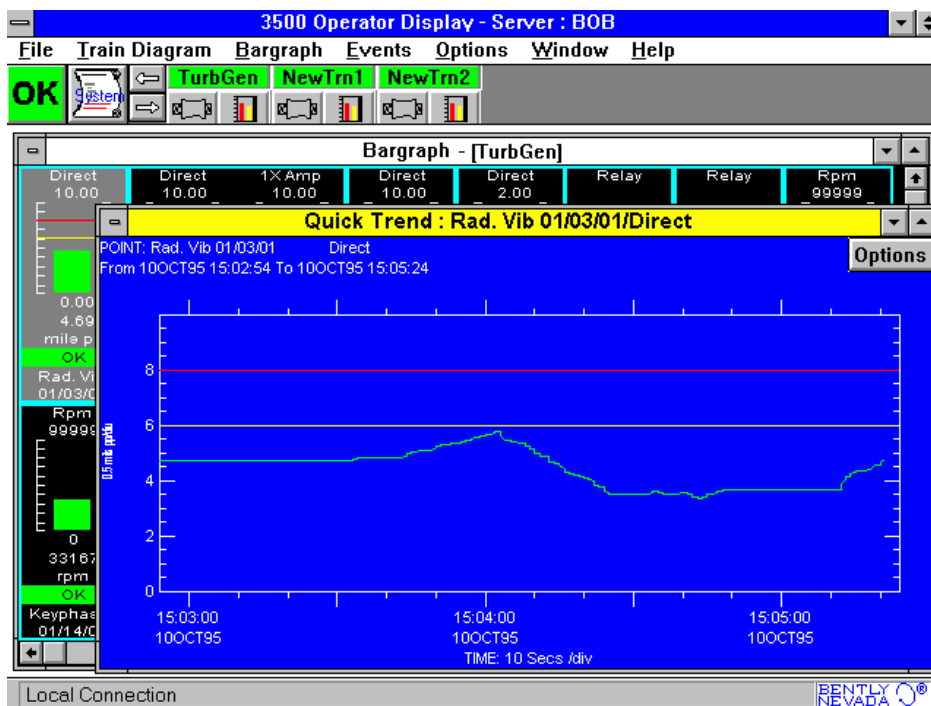 3500 Operator Display - Server : BOB
File Train Diagram Bargraph Events Options Window Help
OK System TurbGen NewTrn1 NewTrn2
Bargraph - [TurbGen]
Direct Direct 1X Amp Direct Direct Relay Relay Rpm
10.00 10.00 10.00 10.00 2.00 99999
Quick Trend : Rad. Vib 01/03/01/Direct
POINT: Rad. Vib 01/03/01 Direct
From 10OCT95 15:02:54 To 10OCT95 15:05:24
Options
0.00
4.69
mils p
OK
Rad. Vi
01/03/0
Rpm
99999
0
33167
rpm
OK
Keyphas
01/14/0
0.5 mils pp/div
8
6
4
2
0
15:03:00 15:04:00 15:05:00
10OCT95 10OCT95 10OCT95
TIME: 10 Secs /div
Local Connection
BENTLY NEVADA ®